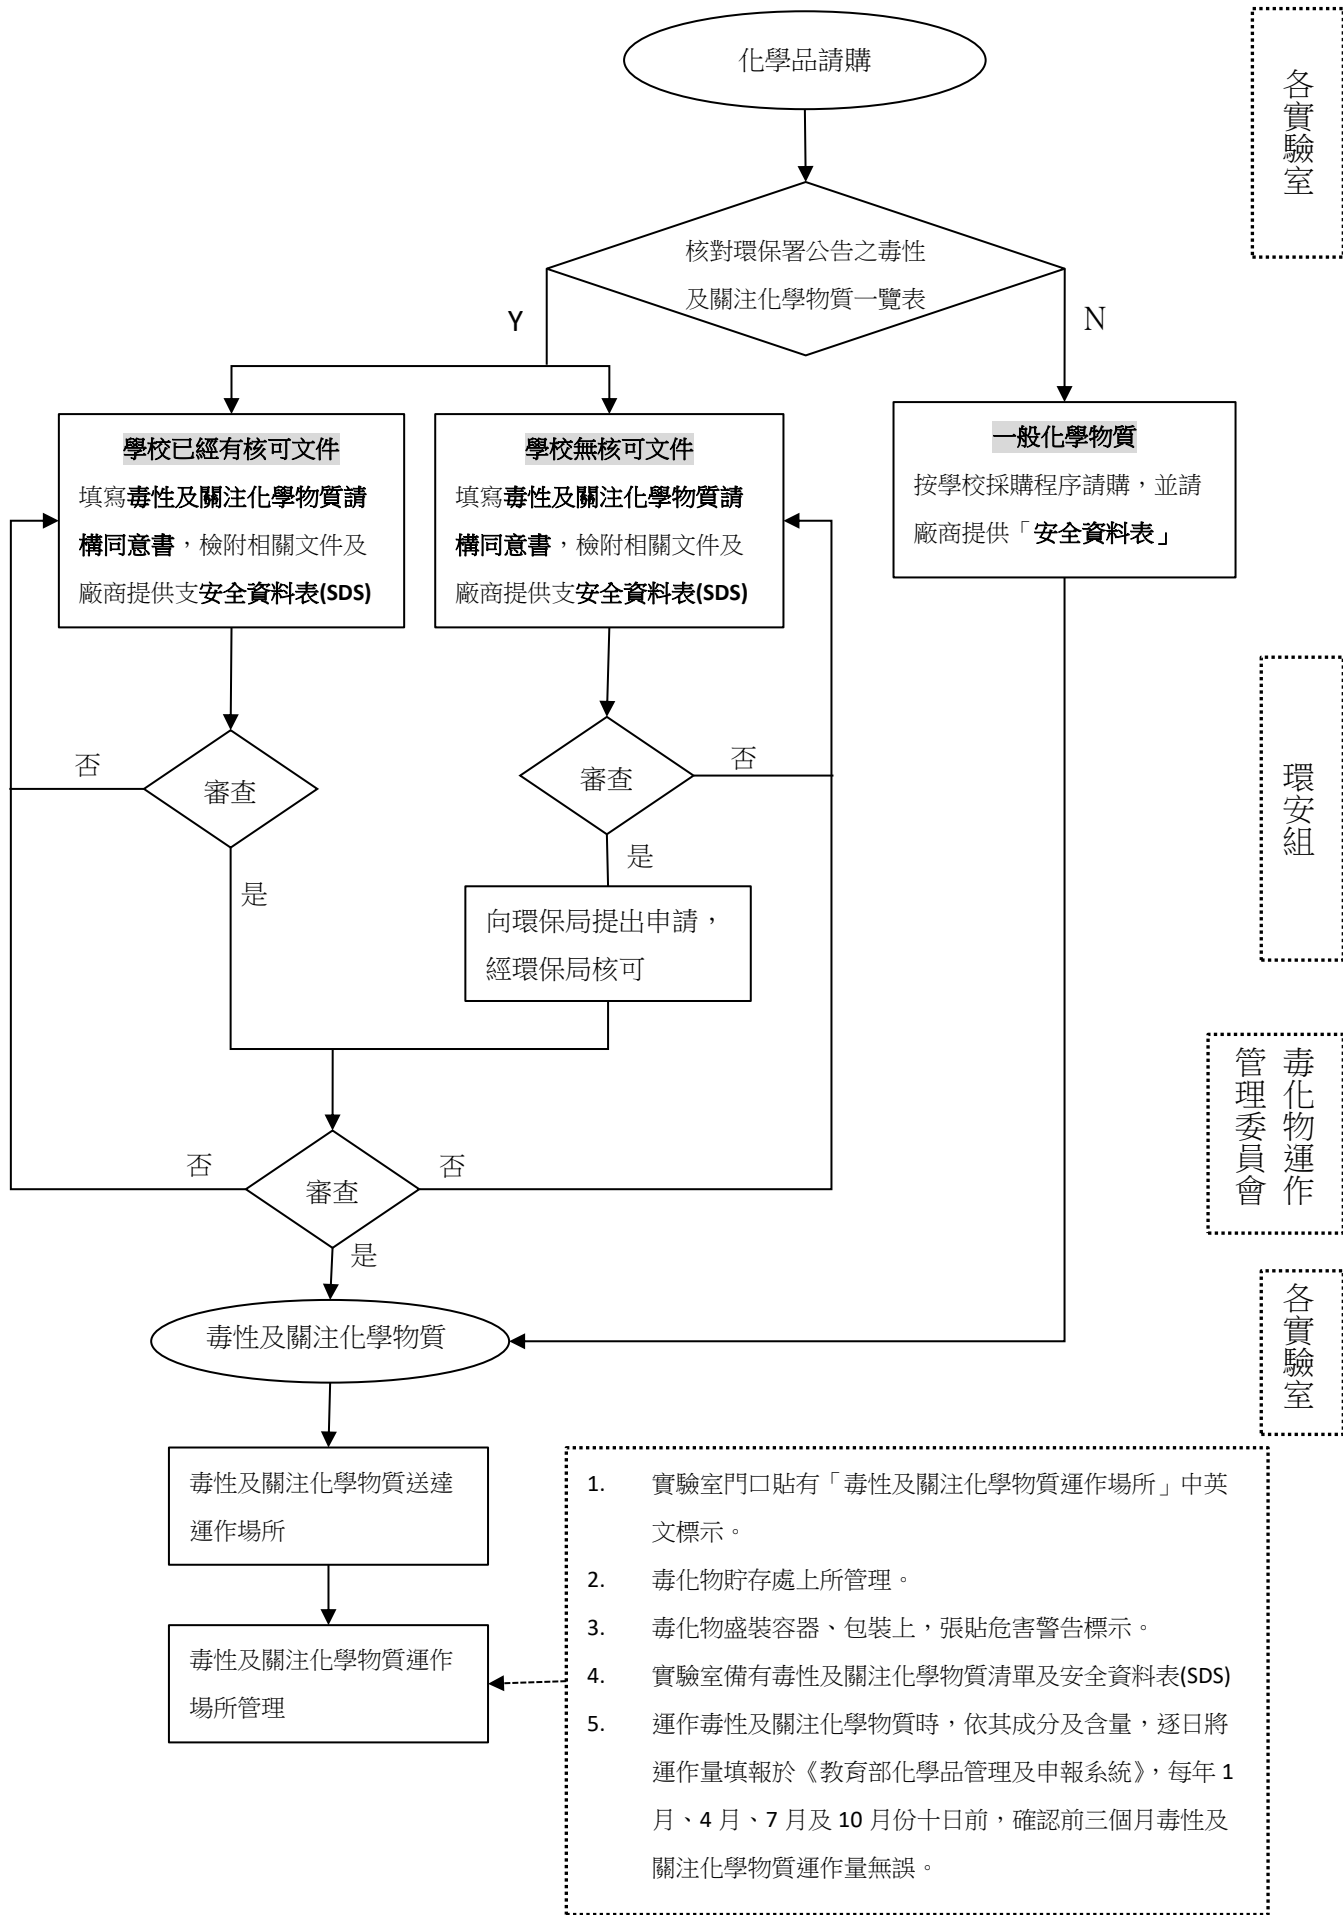 化學品請購
各實驗室
核對環保署公告之毒性
及關注化學物質一覽表
Y
N
學校已經有核可文件
填寫毒性及關注化學物質請
構同意書，檢附相關文件及
廠商提供支安全資料表(SDS)
學校無核可文件
填寫毒性及關注化學物質請
構同意書，檢附相關文件及
廠商提供支安全資料表(SDS)
一般化學物質
按學校採購程序請購，並請
廠商提供「安全資料表」
否
審查
是
審查
否
是
環安組
向環保局提出申請，
經環保局核可
毒化物運作
管理委員會
否
審查
否
是
各實驗室
毒性及關注化學物質
毒性及關注化學物質送達
運作場所
毒性及關注化學物質運作
場所管理
1. 實驗室門口貼有「毒性及關注化學物質運作場所」中英
文標示。
2. 毒化物貯存處上所管理。
3. 毒化物盛裝容器、包裝上，張貼危害警告標示。
4. 實驗室備有毒性及關注化學物質清單及安全資料表(SDS)
5. 運作毒性及關注化學物質時，依其成分及含量，逐日將
運作量填報於《教育部化學品管理及申報系統》，每年 1
月、4 月、7 月及 10 月份十日前，確認前三個月毒性及
關注化學物質運作量無誤。